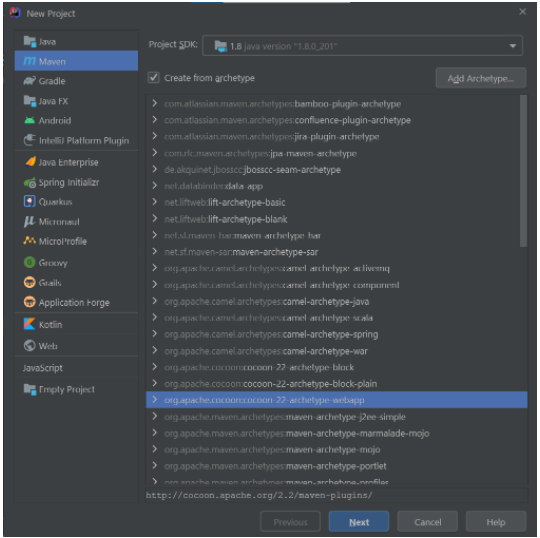 New Project
Java
Maven
Gradle
Java FX
Android
IntelliJ Platform Plugin
Java Enterprise
Spring Initializr
Quarkus
Micronaut
MicroProfile
Groovy
Grails
Application Forge
Kotlin
Web
JavaScript
Empty Project
Project SDK: 1.8 java version "1.8.0_201"
Create from archetype Add Archetype...
com.atlassian.maven.archetypes:bamboo-plugin-archetype
com.atlassian.maven.archetypes:confluence-plugin-archetype
com.atlassian.maven.archetypes:jira-plugin-archetype
com.rfc.maven.archetypes:jpa-maven-archetype
de.akquinet.jbosscc:jbosscc-seam-archetype
net.databinder:data-app
net.liftweb:lift-archetype-basic
net.liftweb:lift-archetype-blank
net.sf.maven-har:maven-archetype-har
net.sf.maven-sar:maven-archetype-sar
org.apache.camel.archetypes:camel-archetype-activemq
org.apache.camel.archetypes:camel-archetype-component
org.apache.camel.archetypes:camel-archetype-java
org.apache.camel.archetypes:camel-archetype-scala
org.apache.camel.archetypes:camel-archetype-spring
org.apache.camel.archetypes:camel-archetype-war
org.apache.cocoon:cocoon-22-archetype-block
org.apache.cocoon:cocoon-22-archetype-block-plain
org.apache.cocoon:cocoon-22-archetype-webapp
org.apache.maven.archetypes:maven-archetype-j2ee-simple
org.apache.maven.archetypes:maven-archetype-marmalade-mojo
org.apache.maven.archetypes:maven-archetype-mojo
org.apache.maven.archetypes:maven-archetype-portlet
org.apache.maven.archetypes:maven-archetype-profiles
http://cocoon.apache.org/2.2/maven-plugins/
Previous Next Cancel Help